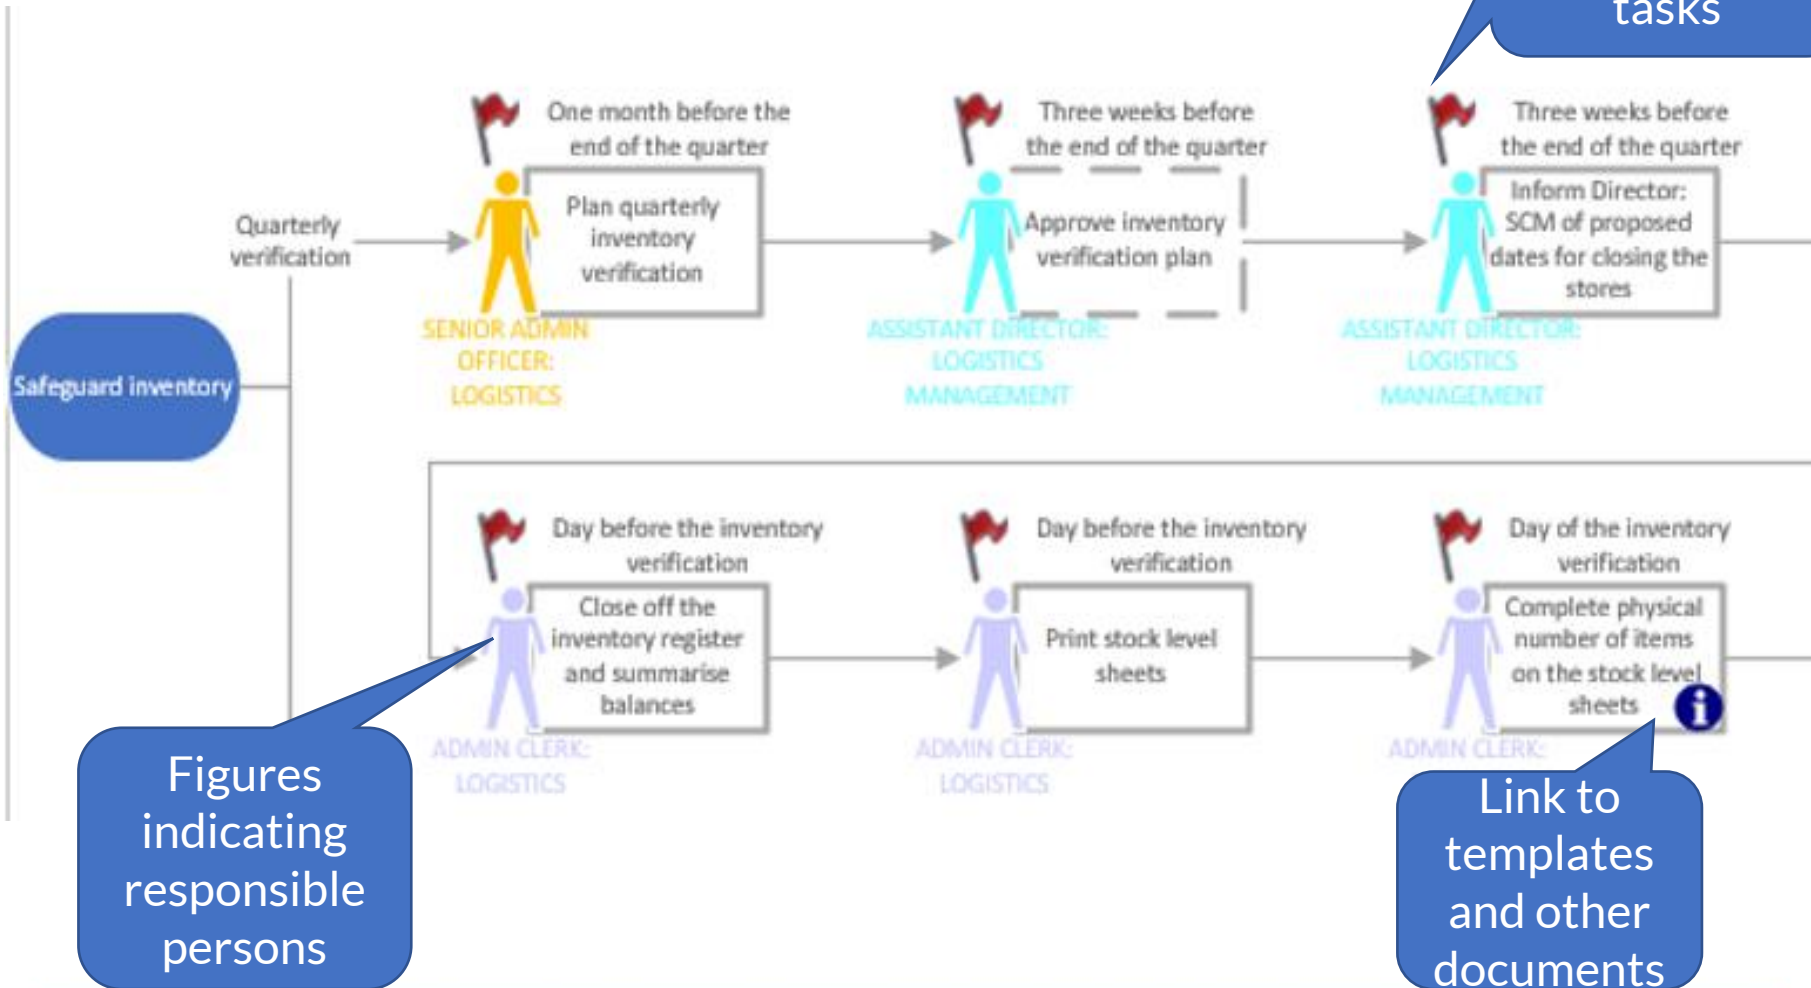 tasks
One month before the
end of the quarter
Three weeks before
the end of the quarter
Three weeks before
the end of the quarter
Quarterly
verification
Plan quarterly
inventory
verification
Approve inventory
verification plan
Inform Director:
SCM of proposed
dates for closing the
stores
SENIOR ADMIN
OFFICER:
LOGISTICS
ASSISTANT DIRECTOR:
LOGISTICS
MANAGEMENT
ASSISTANT DIRECTOR:
LOGISTICS
MANAGEMENT
Safeguard inventory
Day before the inventory
verification
Day before the inventory
verification
Day of the inventory
verification
Close off the
inventory register
and summarise
balances
Print stock level
sheets
Complete physical
number of items
on the stock level
sheets
i
ADMIN CLERK:
LOGISTICS
ADMIN CLERK:
LOGISTICS
ADMIN CLERK:
Figures
indicating
responsible
persons
Link to
templates
and other
documents